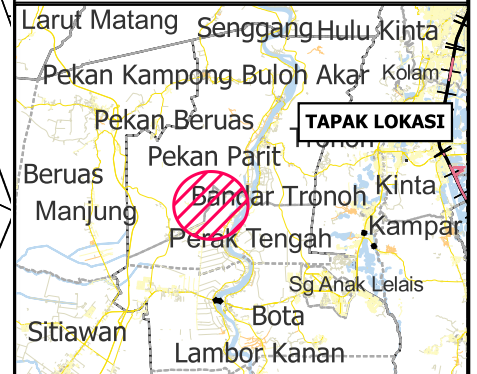 Larut Matang
Senggang
Hulu Kinta
Pekan Kampong Buloh Akar
Kolam
Pekan Beruas
TAPAK LOKASI
Tronoh
Pekan Parit
Beruas
Bandar Tronoh
Kinta
Manjung
Kampar
Perak Tengah
Sg Anak Lelais
Bota
Sitiawan
Lambor Kanan